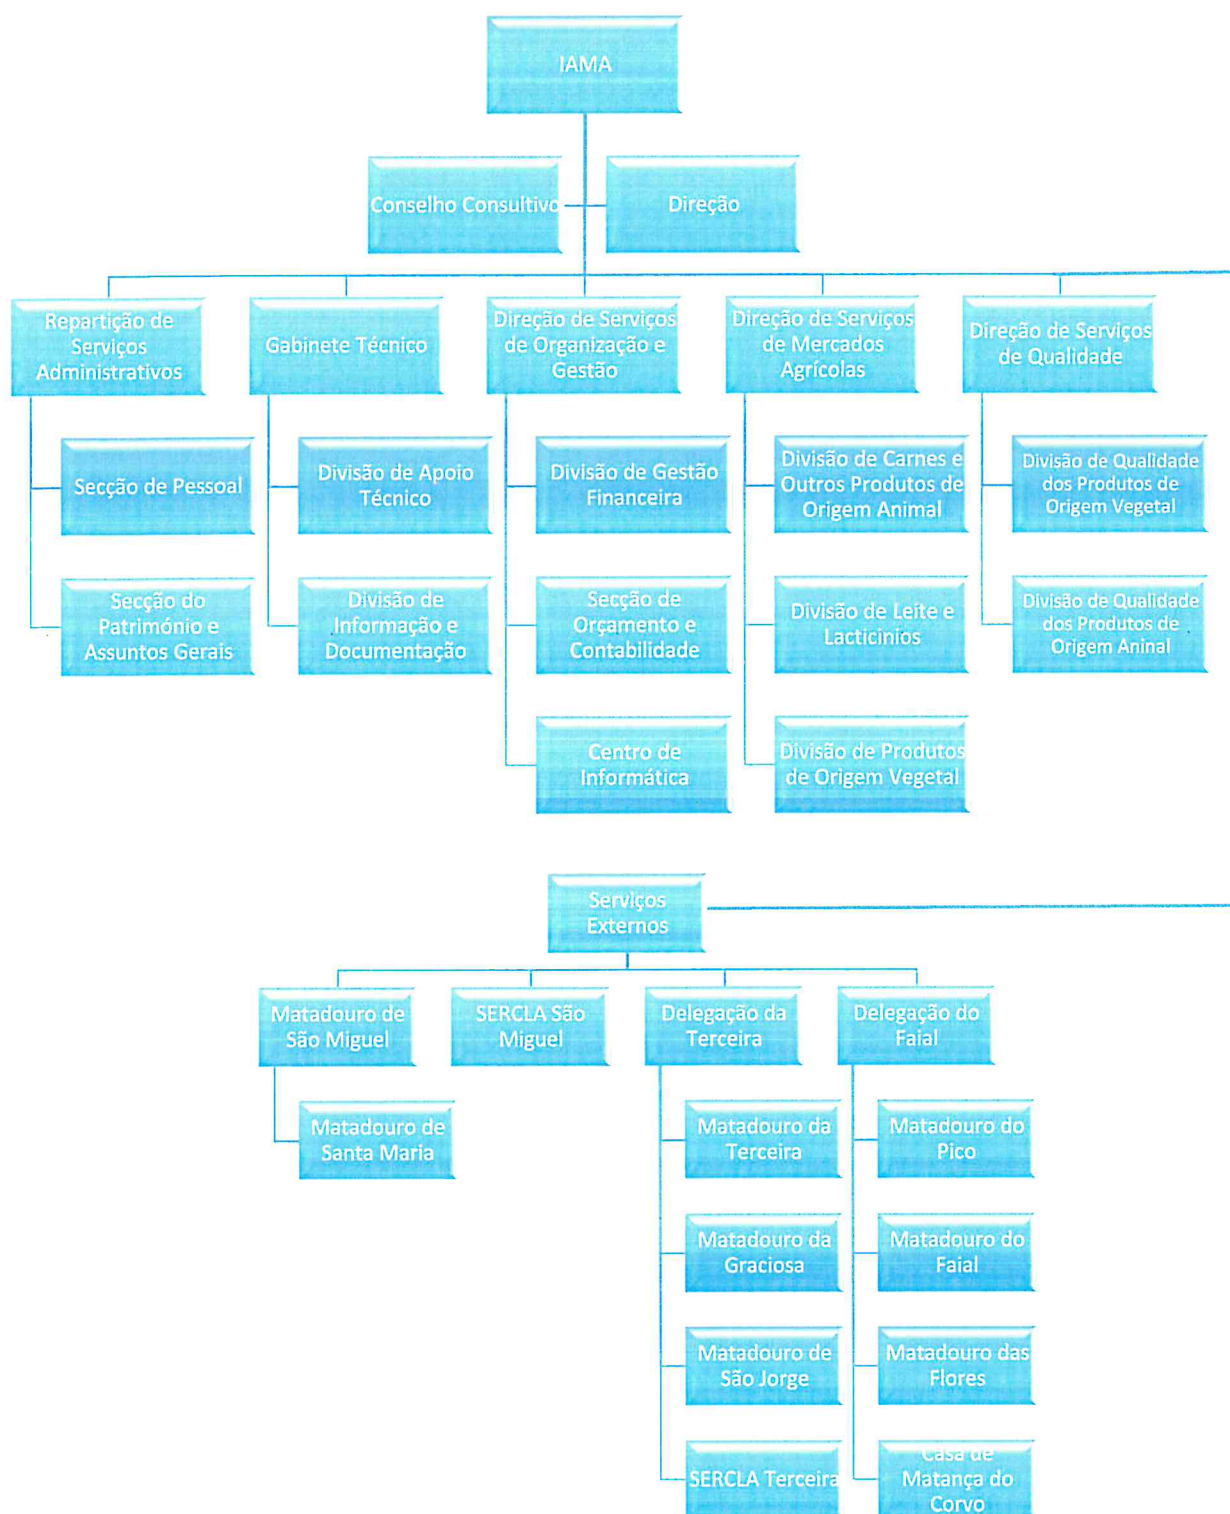 IAMA
Conselho Consultivo
Direção
Repartição de
Serviços
Administrativos
Gabinete Técnico
Direção de Serviços
de Organização e
Gestão
Direção de Serviços
de Mercados
Agrícolas
Direção de Serviços
de Qualidade
Secção de Pessoal
Divisão de Apoio
Técnico
Divisão de Gestão
Financeira
Divisão de Carnes e
Outros Produtos de
Origem Animal
Divisão de Qualidade
dos Produtos de
Origem Vegetal
Secção do
Património e
Assuntos Gerais
Divisão de
Informação e
Documentação
Secção de
Orçamento e
Contabilidade
Divisão de Leite e
Lacticinios
Divisão de Qualidade
dos Produtos de
Origem Aninal
Centro de
Informática
Divisão de Produtos
de Origem Vegetal
Serviços
Externos
Matadouro de
São Miguel
SERCLA São
Miguel
Delegação da
Terceira
Delegação do
Faial
Matadouro de
Santa Maria
Matadouro da
Terceira
Matadouro do
Pico
Matadouro da
Graciosa
Matadouro do
Faial
Matadouro de
São Jorge
Matadouro das
Flores
SERCLA Terceira
Casa de
Matança do
Corvo